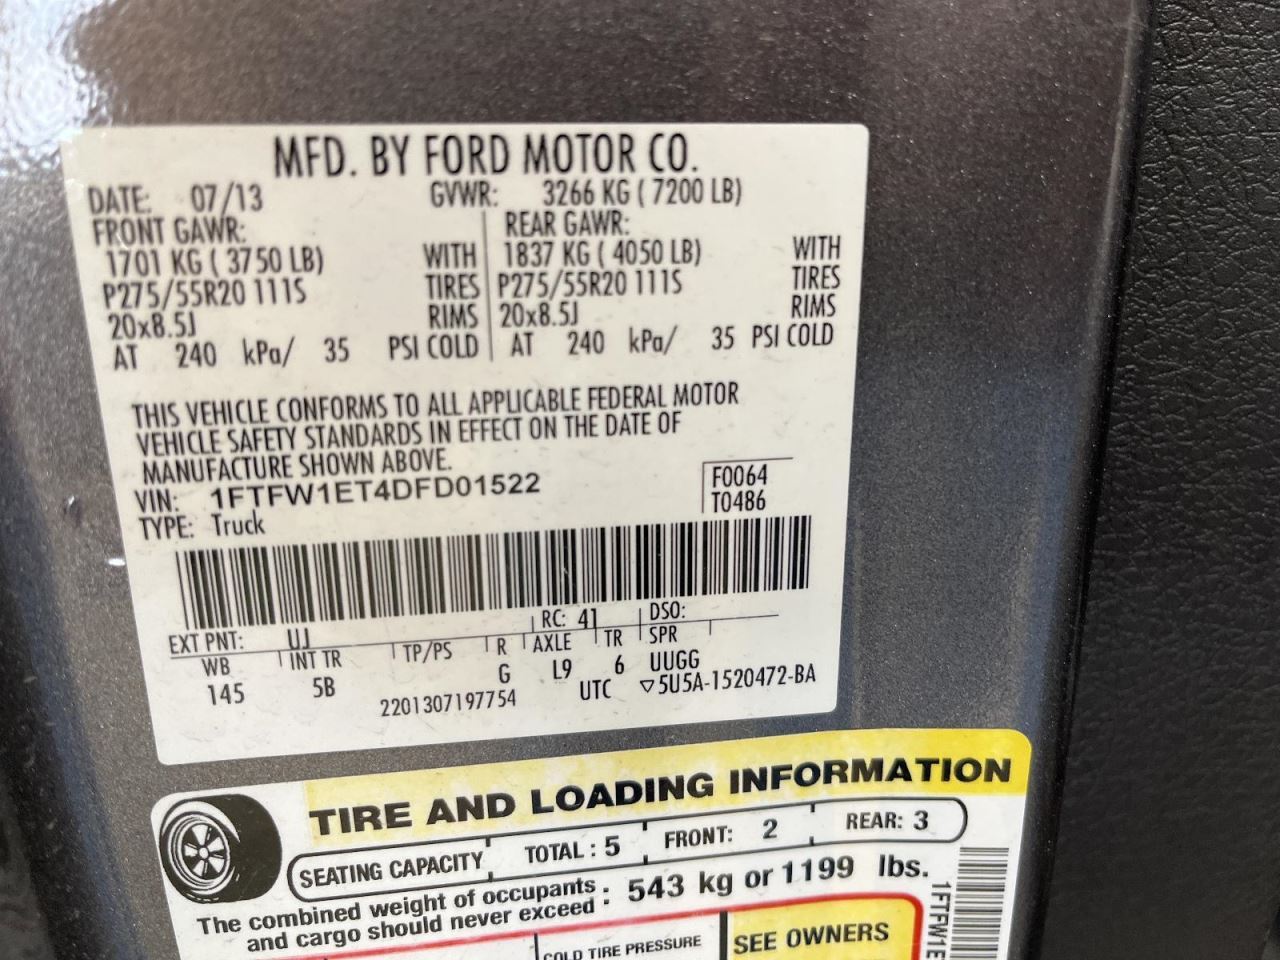 MFD. BY FORD MOTOR CO.
DATE: 07/13 GVWR: 3266 KG ( 7200 LB)
FRONT GAWR: REAR GAWR:
1701 KG ( 3750 LB) WITH 1837 KG ( 4050 LB) WITH
P275/55R20 111S TIRES P275/55R20 111S TIRES
20x8.5J RIMS 20x8.5J RIMS
AT 240 kPa/ 35 PSI COLD AT 240 kPa/ 35 PSI COLD
THIS VEHICLE CONFORMS TO ALL APPLICABLE FEDERAL MOTOR
VEHICLE SAFETY STANDARDS IN EFFECT ON THE DATE OF
MANUFACTURE SHOWN ABOVE.
VIN: 1FTFW1ET4DFD01522 F0064
TYPE: Truck T0486
EXT PNT: UJ RC: 41 DSO:
WB INT TR TP/PS R AXLE TR SPR
145 5B G L9 6 UUGG
2201307197754 UTC ▽5U5A-1520472-BA
TIRE AND LOADING INFORMATION
SEATING CAPACITY TOTAL : 5 FRONT: 2 REAR: 3
The combined weight of occupants and cargo should never exceed : 543 kg or 1199 lbs.
COLD TIRE PRESSURE SEE OWNERS
1FTFW1E